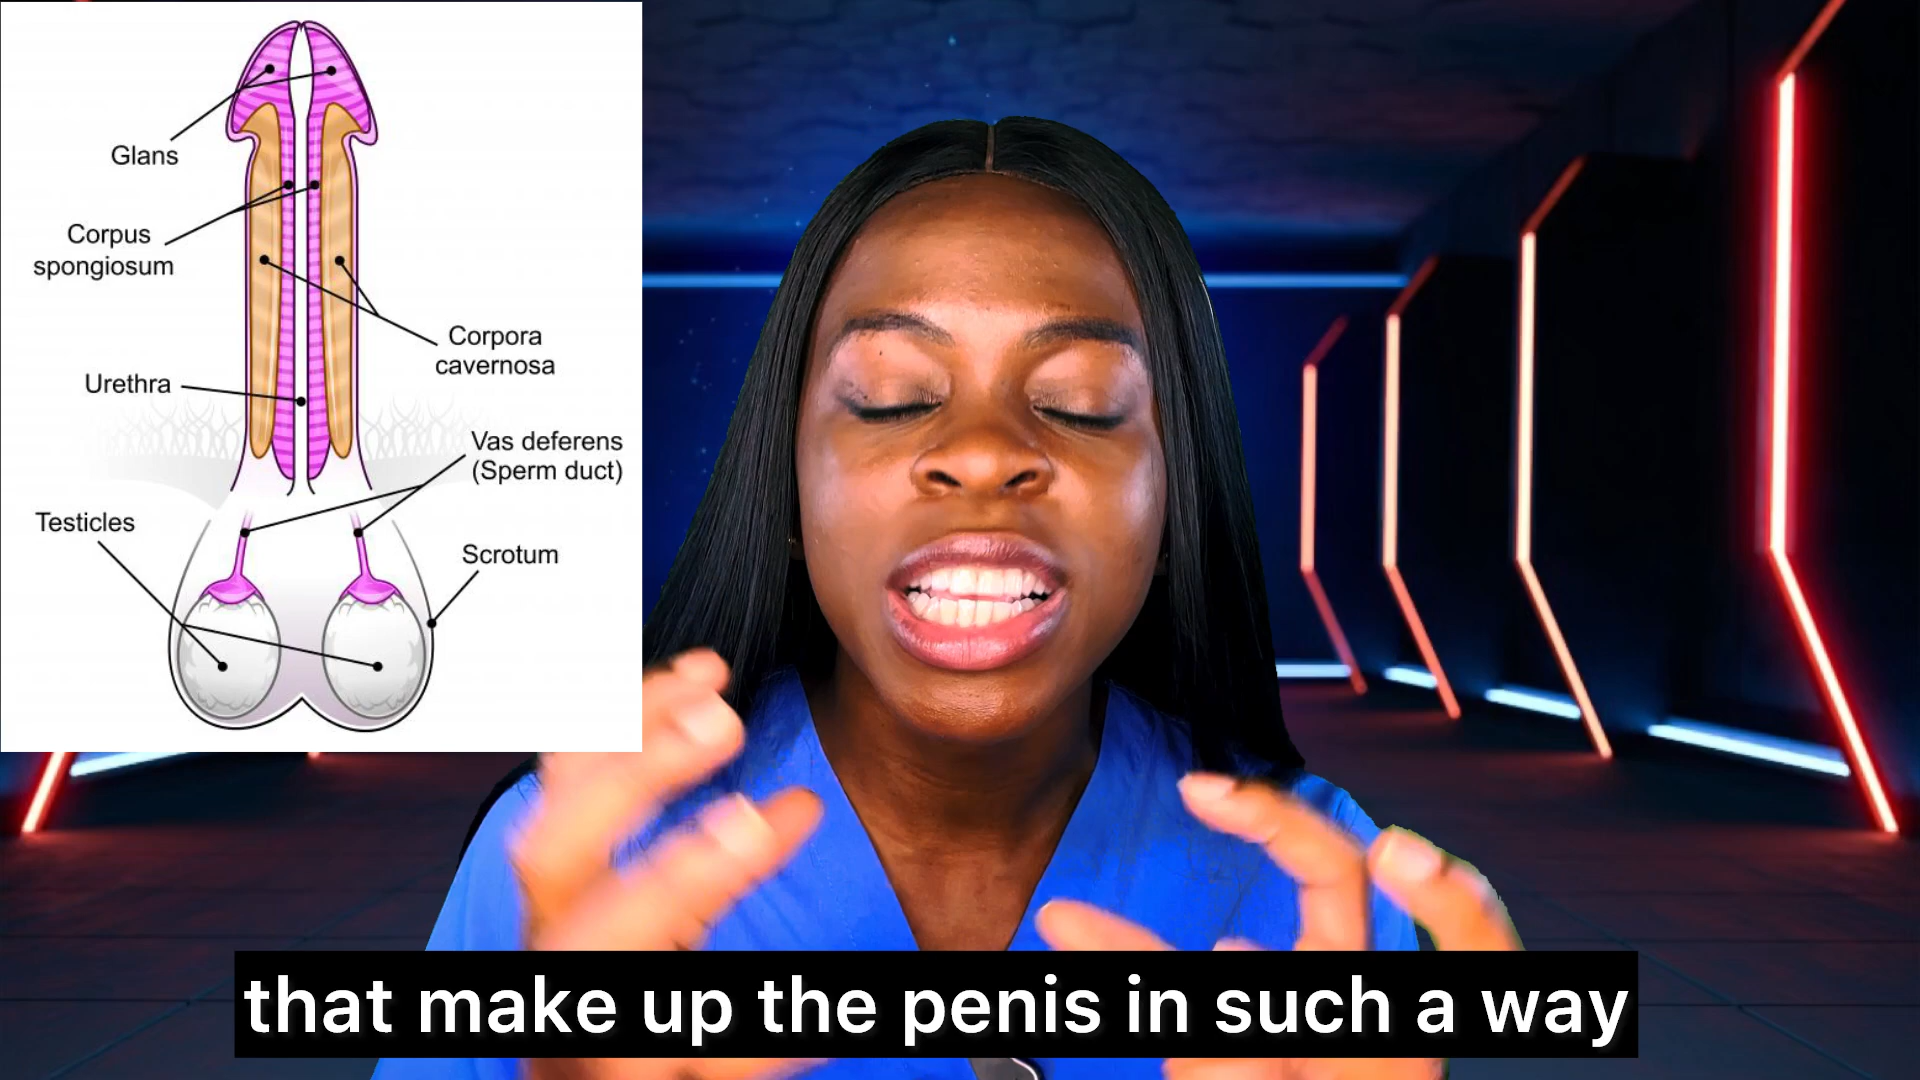 Glans
Corpus
spongiosum
Corpora
cavernosa
Urethra
Vas deferens
(Sperm duct)
Testicles
Scrotum
that make up the penis in such a way